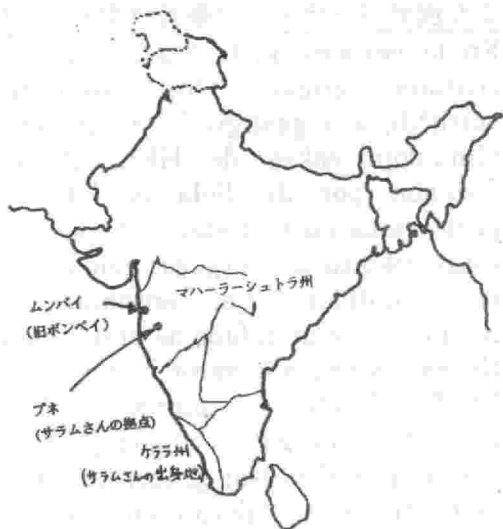 マハーラーシュトラ州
ムンバイ
(旧ボンベイ)
プネ
(サラムさんの拠点)
ケララ州
(サラムさんの出身地)